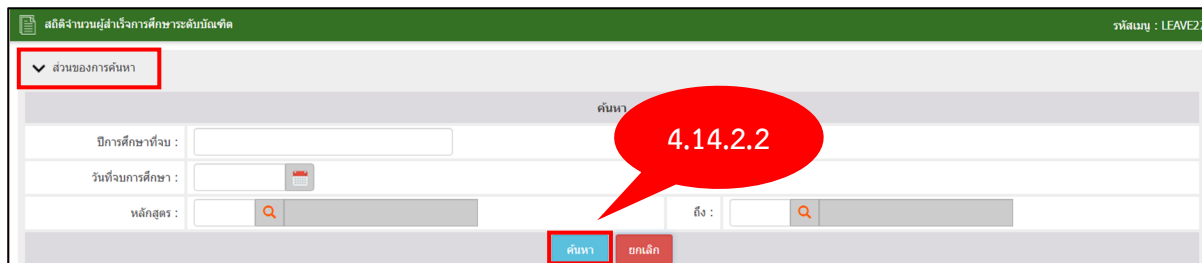 สถิติจำนวนผู้สำเร็จการศึกษาระดับบัณฑิต รหัสเมนู : LEAVE27
ส่วนของการค้นหา
ค้นหา
ปีการศึกษาที่จบ :
4.14.2.2
วันที่จบการศึกษา :
หลักสูตร : ถึง :
ค้นหา ยกเลิก